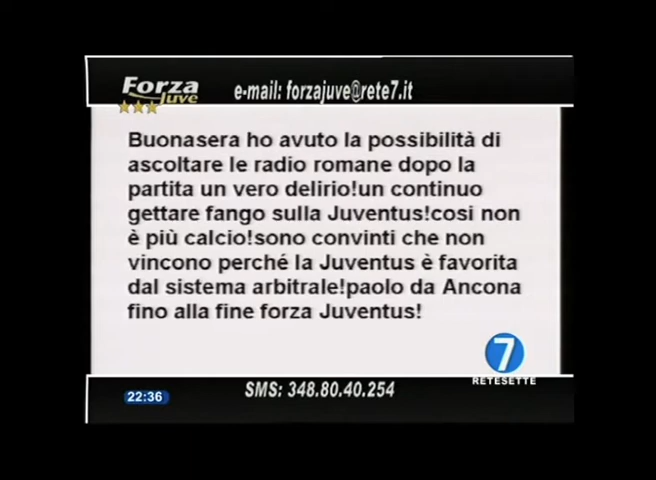 Forza
Juve
e-mail: forzajuve@rete7.it
Buonasera ho avuto la possibilità di
ascoltare le radio romane dopo la
partita un vero delirio!un continuo
gettare fango sulla Juventus!cosi non
è più calcio!sono convinti che non
vincono perché la Juventus è favorita
dal sistema arbitrale!paolo da Ancona
fino alla fine forza Juventus!
7
RETESETTE
22:36
SMS: 348.80.40.254